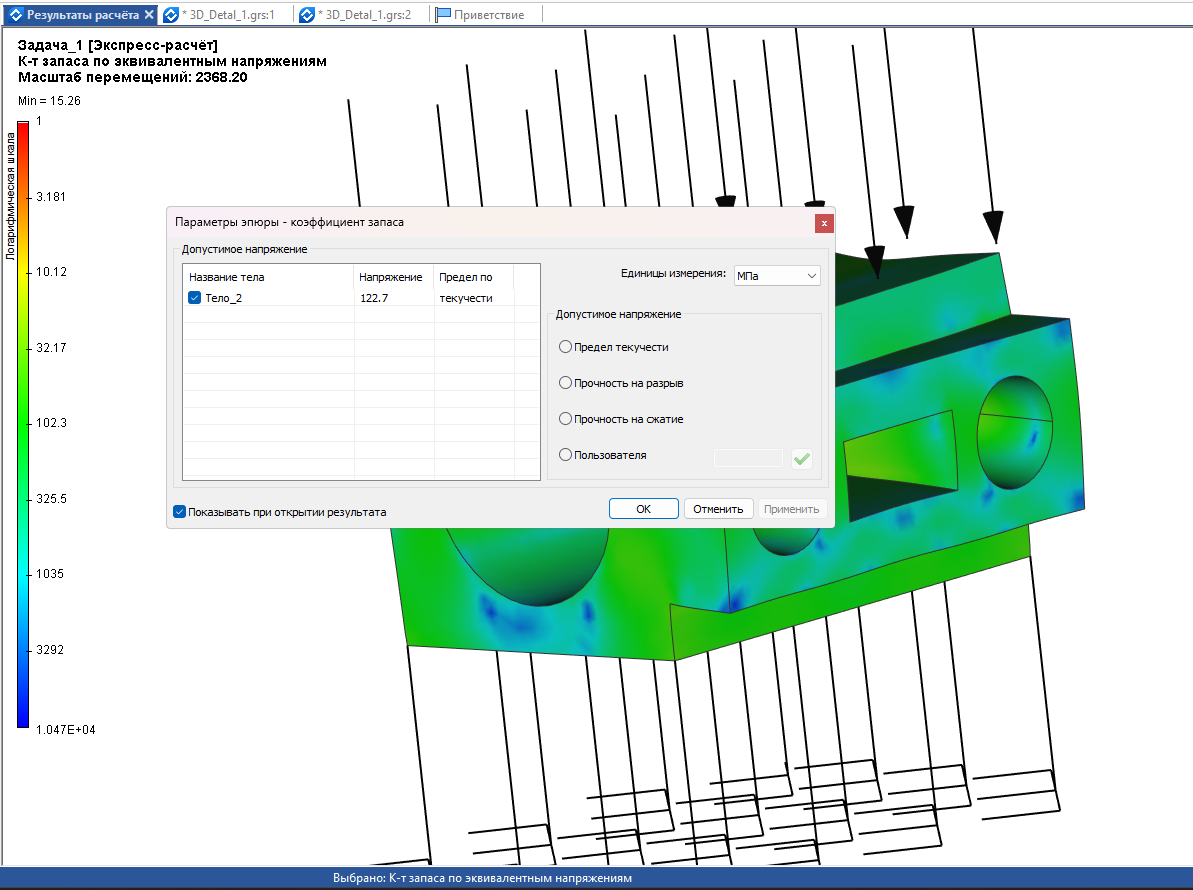 Результаты расчёта
* 3D_Detal_1.grs:1
* 3D_Detal_1.grs:2
Приветствие
Задача_1 [Экспресс-расчёт]
К-т запаса по эквивалентным напряжениям
Масштаб перемещений: 2368.20
Min = 15.26
Логарифмическая шкала
1
3.181
10.12
32.17
102.3
325.5
1035
3292
1.047E+04
Параметры эпюры - коэффициент запаса
x
Допустимое напряжение
Название тела Напряжение Предел по
Тело_2 122.7 текучести
Единицы измерения: МПа
Допустимое напряжение
Предел текучести
Прочность на разрыв
Прочность на сжатие
Пользователя
Показывать при открытии результата
OK Отменить Применить
Выбрано: К-т запаса по эквивалентным напряжениям